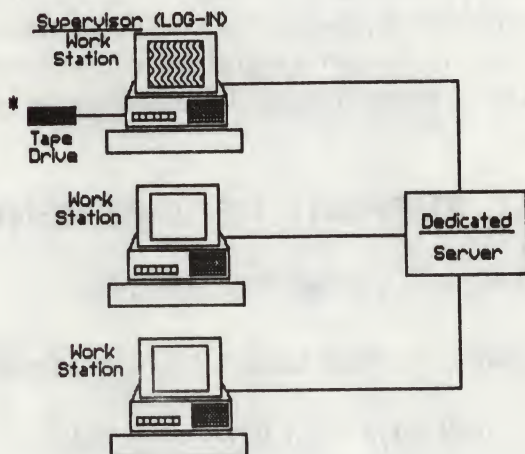 Supervisor (LOG-IN)
Work
Station
*
Tape
Drive
Work
Station
Dedicated
Server
Work
Station